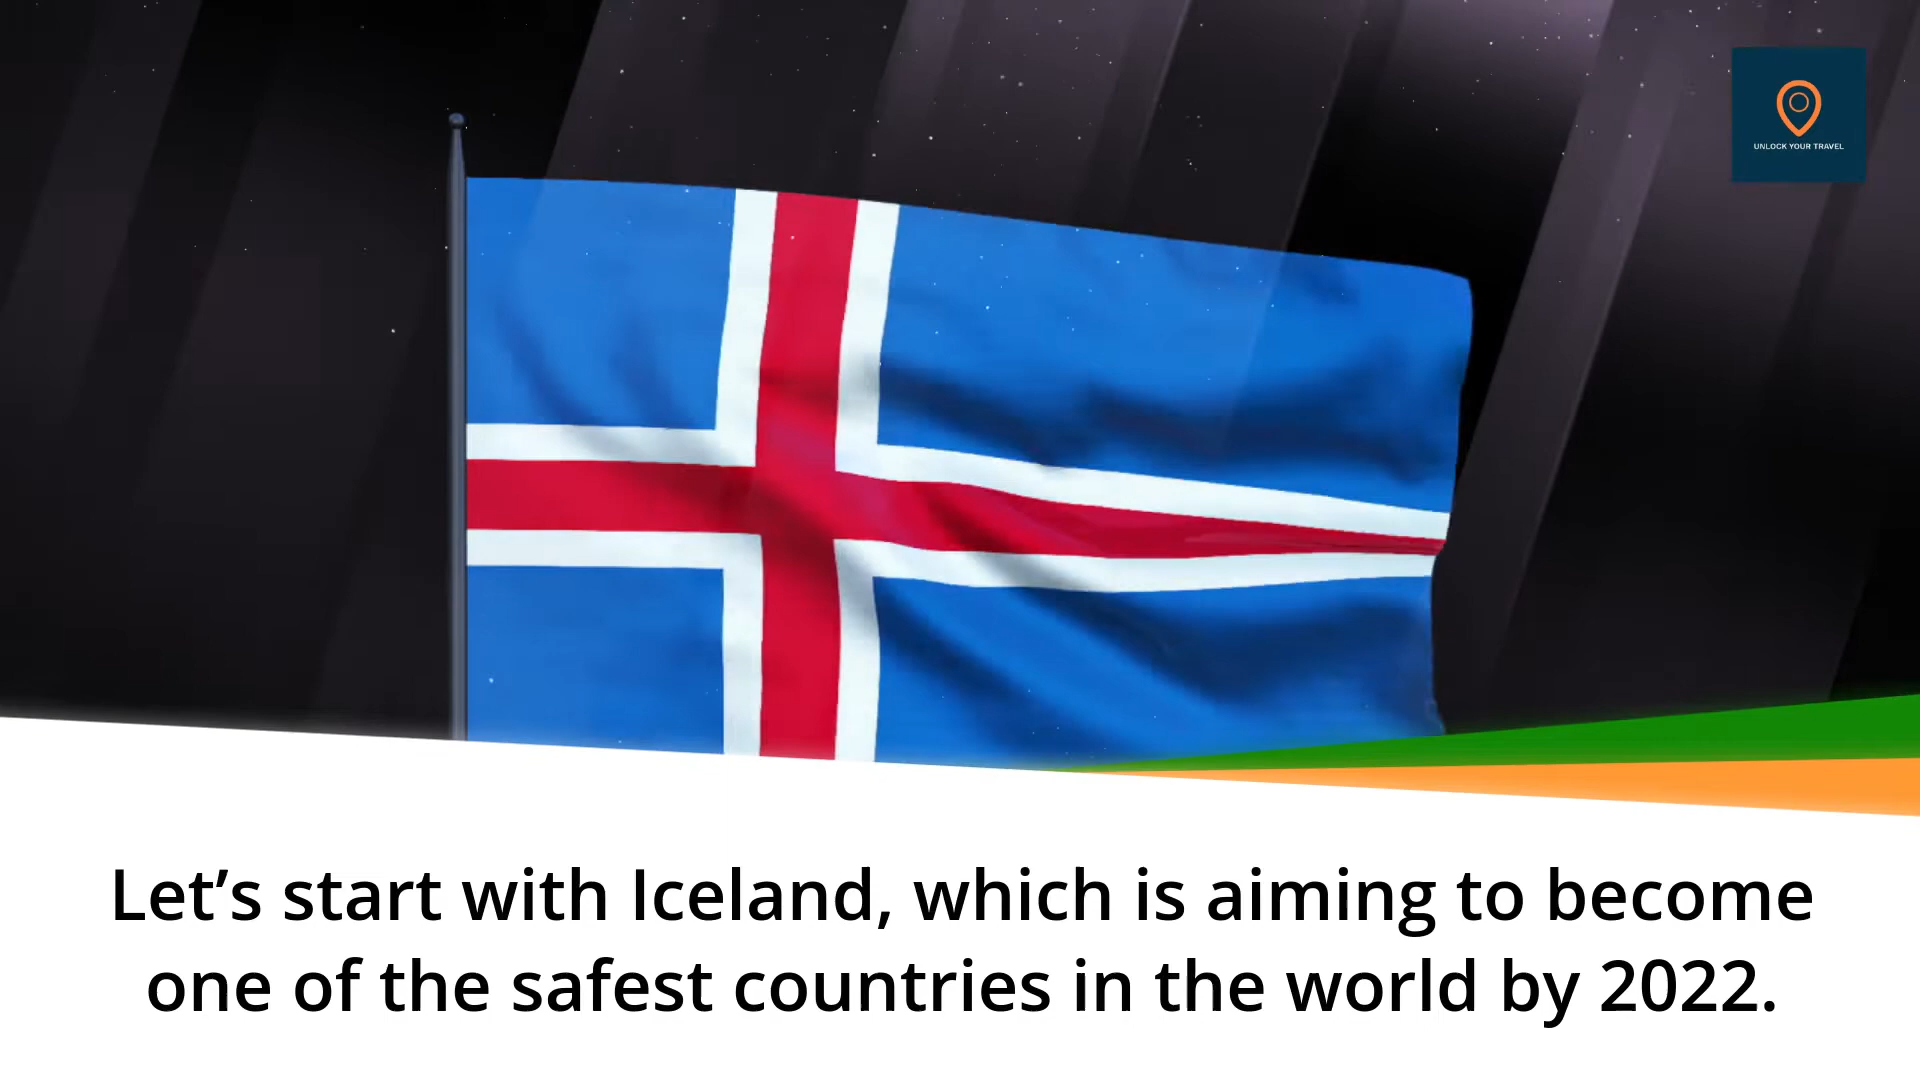 UNLOCK YOUR TRAVEL
Let’s start with Iceland, which is aiming to become
one of the safest countries in the world by 2022.